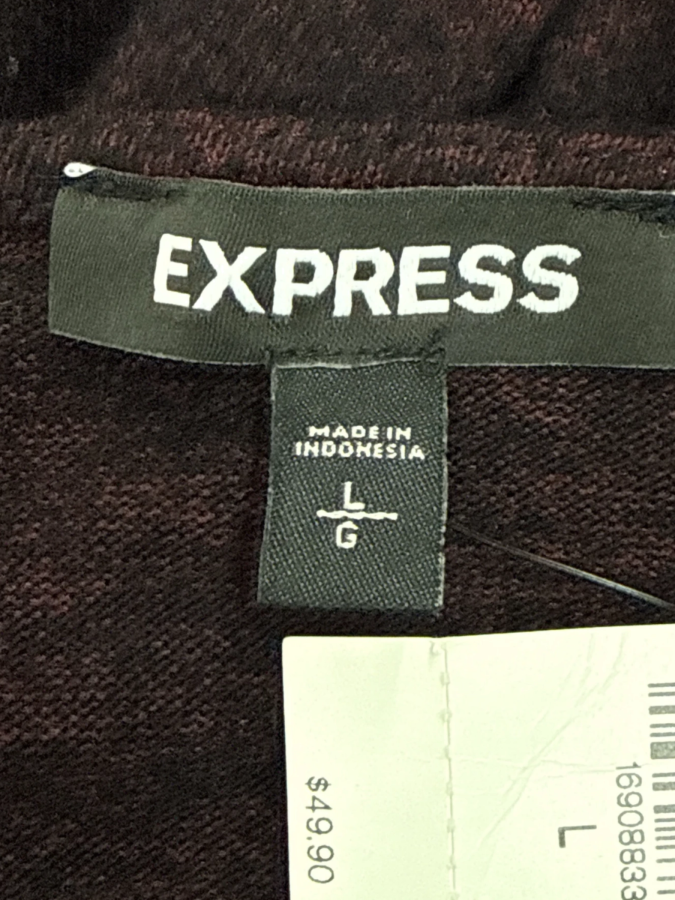 EXPRESS
MADE IN
INDONESIA
L
G
$49.90
L
16908833